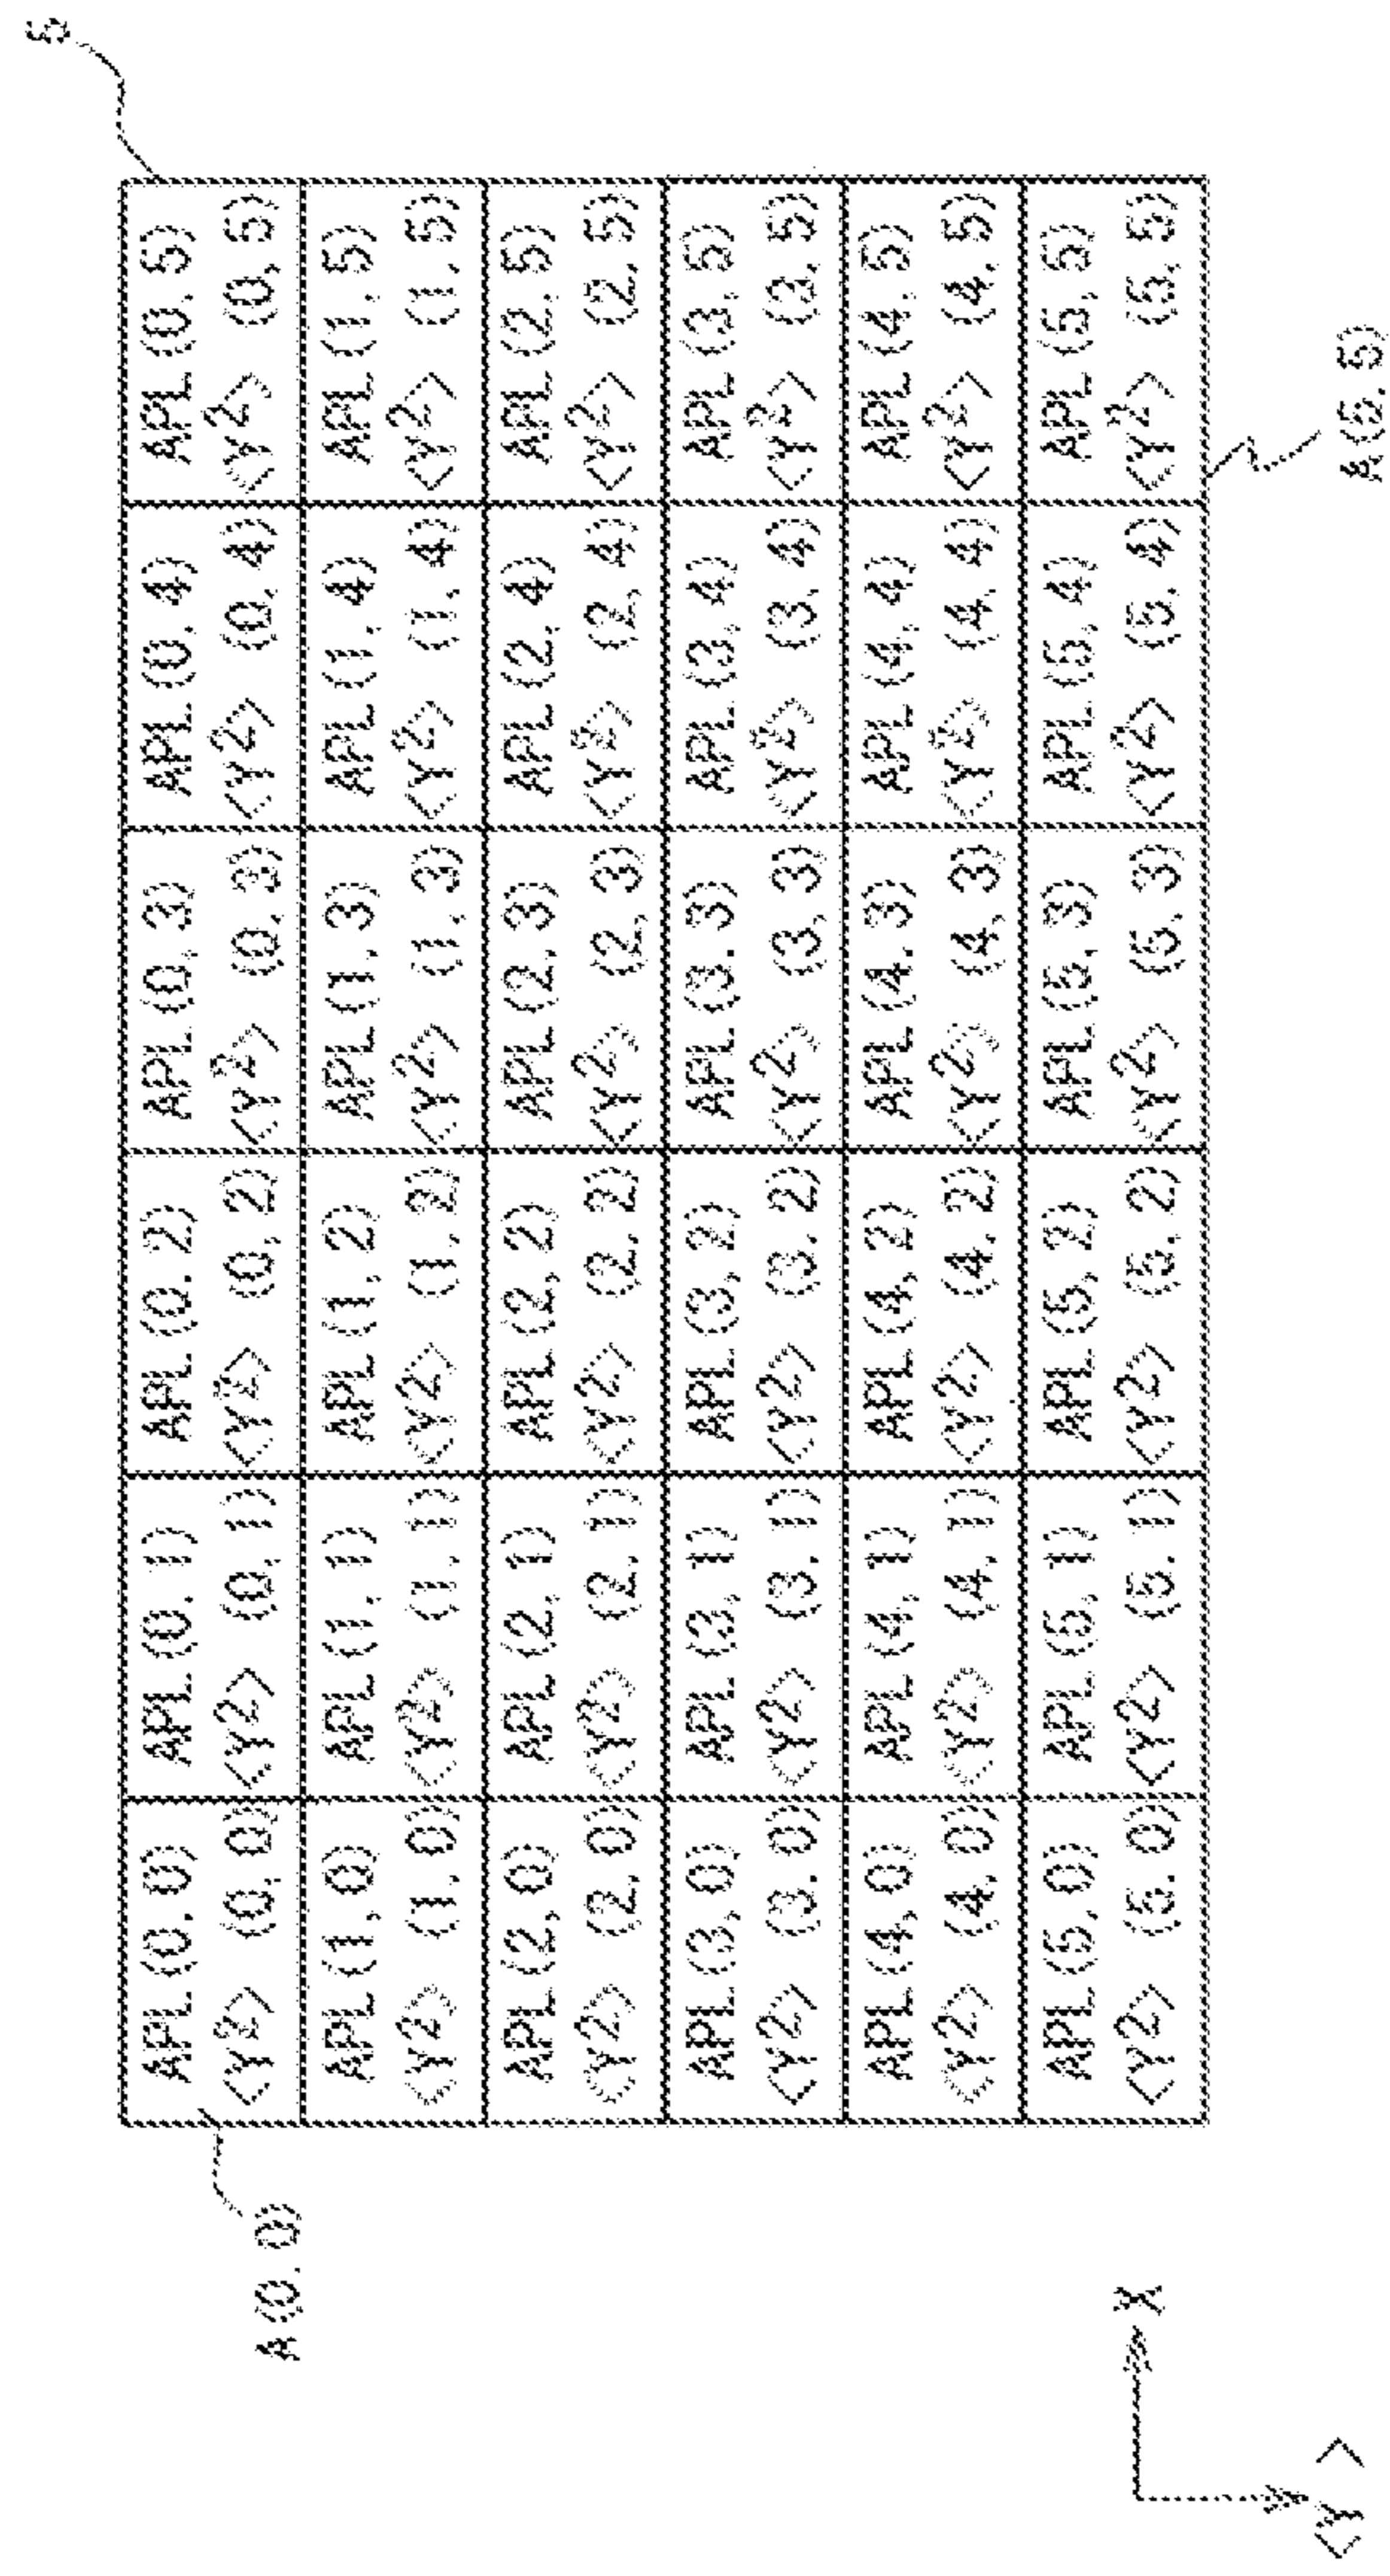 5
APL(0,0) APL(0,1) APL(0,2) APL(0,3) APL(0,4) APL(0,5)
<Y²> (0,0) <Y²> (0,1) <Y²> (0,2) <Y²> (0,3) <Y²> (0,4) <Y²> (0,5)
A(0,0)
APL(1,0) APL(1,1) APL(1,2) APL(1,3) APL(1,4) APL(1,5)
<Y²> (1,0) <Y²> (1,1) <Y²> (1,2) <Y²> (1,3) <Y²> (1,4) <Y²> (1,5)
APL(2,0) APL(2,1) APL(2,2) APL(2,3) APL(2,4) APL(2,5)
<Y²> (2,0) <Y²> (2,1) <Y²> (2,2) <Y²> (2,3) <Y²> (2,4) <Y²> (2,5)
APL(3,0) APL(3,1) APL(3,2) APL(3,3) APL(3,4) APL(3,5)
<Y²> (3,0) <Y²> (3,1) <Y²> (3,2) <Y²> (3,3) <Y²> (3,4) <Y²> (3,5)
APL(4,0) APL(4,1) APL(4,2) APL(4,3) APL(4,4) APL(4,5)
<Y²> (4,0) <Y²> (4,1) <Y²> (4,2) <Y²> (4,3) <Y²> (4,4) <Y²> (4,5)
APL(5,0) APL(5,1) APL(5,2) APL(5,3) APL(5,4) APL(5,5)
<Y²> (5,0) <Y²> (5,1) <Y²> (5,2) <Y²> (5,3) <Y²> (5,4) <Y²> (5,5)
X
<Y >
A(5,5)